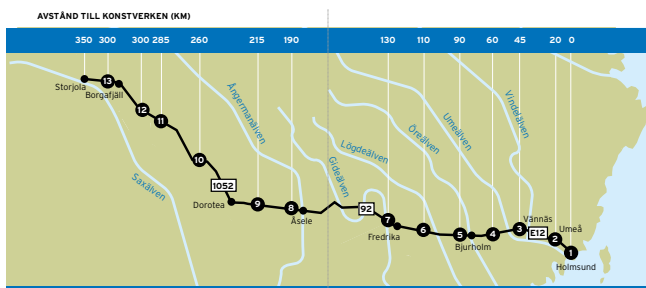 AVSTÅND TILL KONSTVERKEN (KM)
350 300 300 285 260 215 190 130 110 90 60 45 20 0
Storjola
13
Borgafjäll
12
11
10
1052
Dorotea
9
8
Åsele
92
7
Fredrika
6
5
Bjurholm
4
3
Vännäs
E12
2
Umeå
1
Holmsund
Saxälven
Ångermanälven
Gideälven
Lögdeälven
Öreälven
Umeälven
Vindelälven